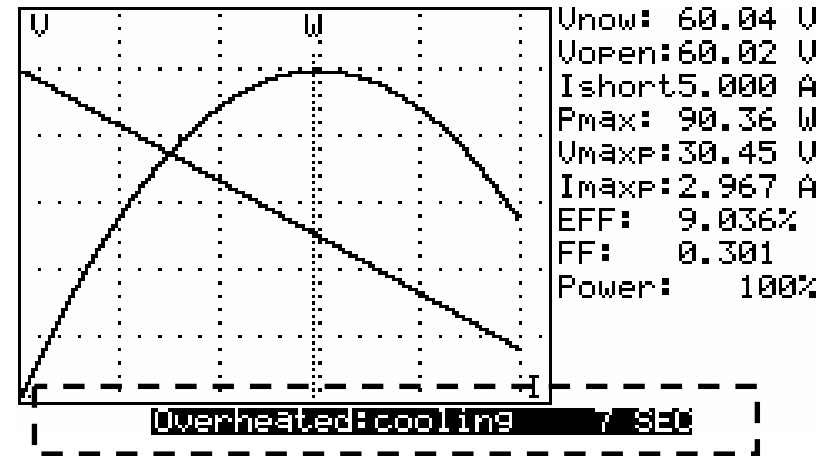 V W
Vnow: 60.04 V
Vopen:60.02 V
Ishort5.000 A
Pmax: 90.36 W
Vmaxp:30.45 V
Imaxp:2.967 A
EFF: 9.036%
FF: 0.301
Power: 100%
I
Overheated:cooling 7 SEC